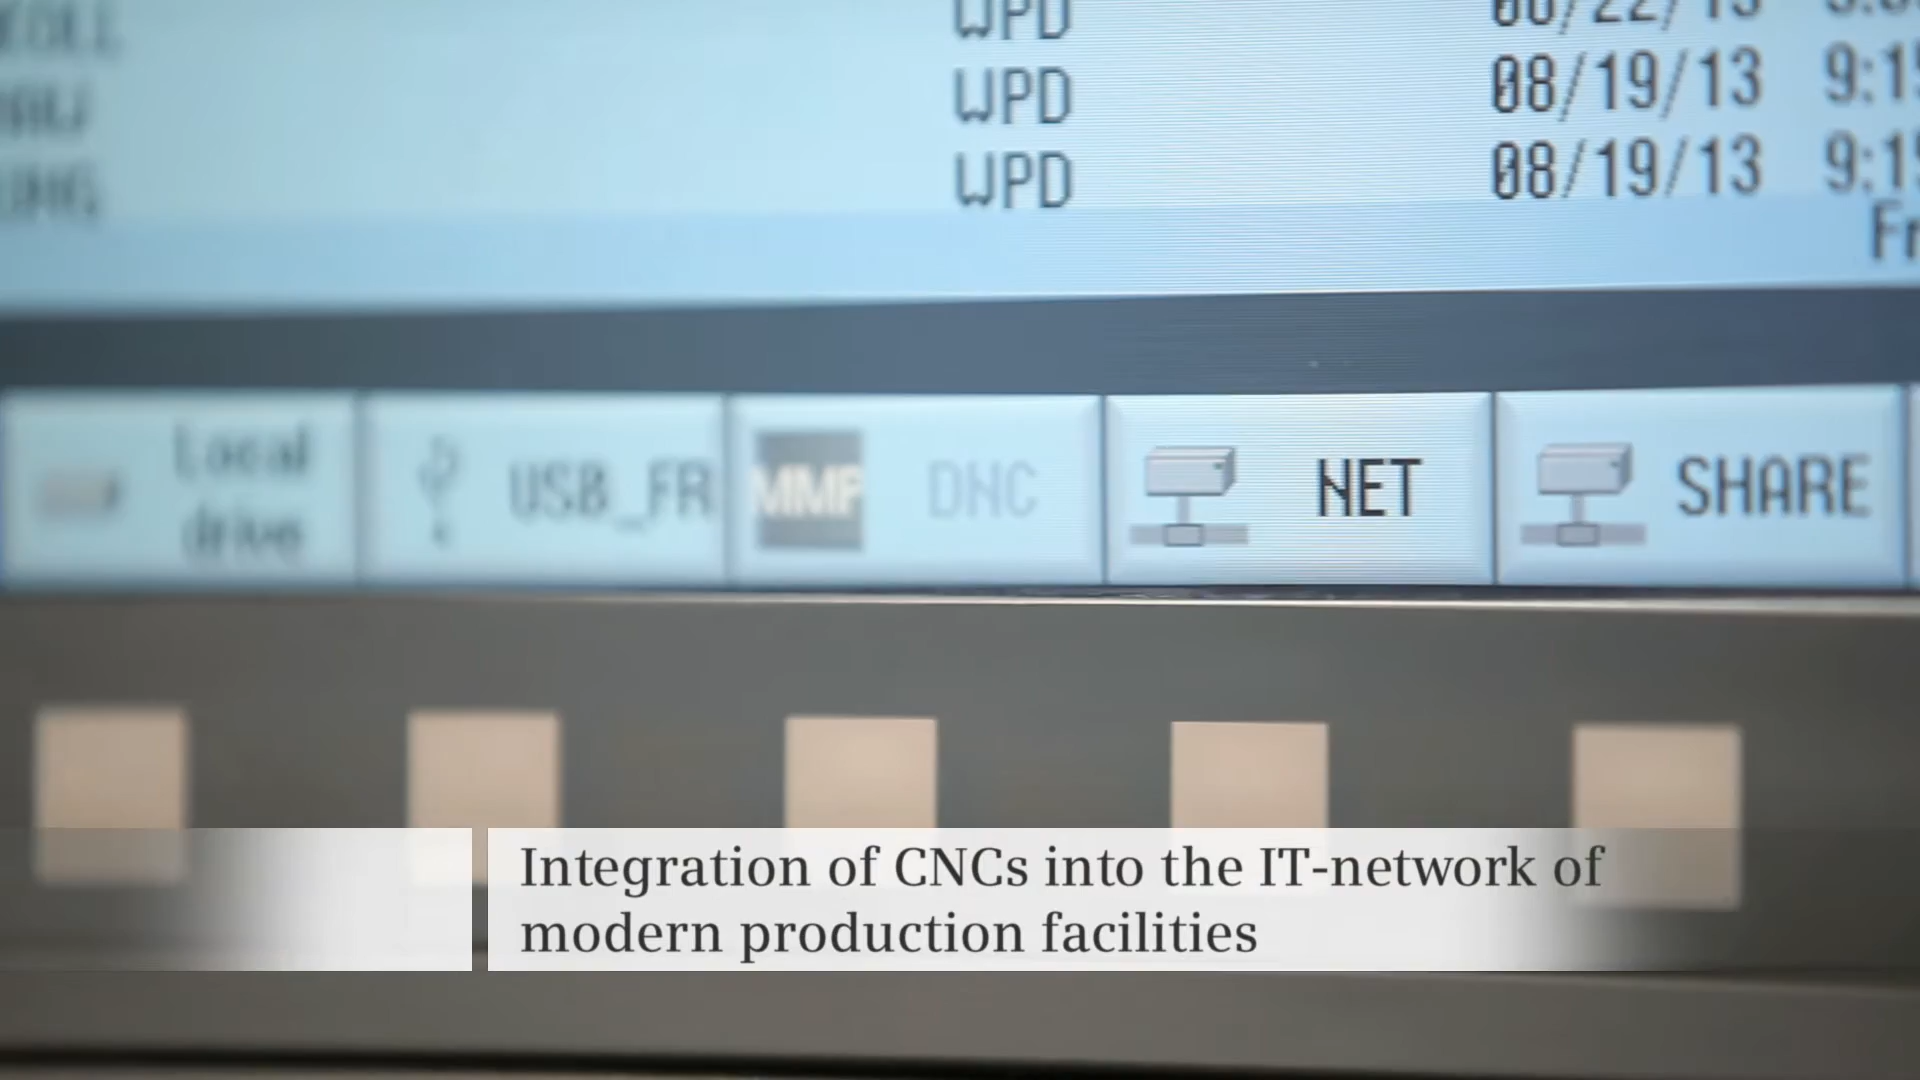 WPD
WPD 08/19/13
WPD 08/19/13
Local
drive
USB_FR
DNC
NET
SHARE
Integration of CNCs into the IT-network of
modern production facilities